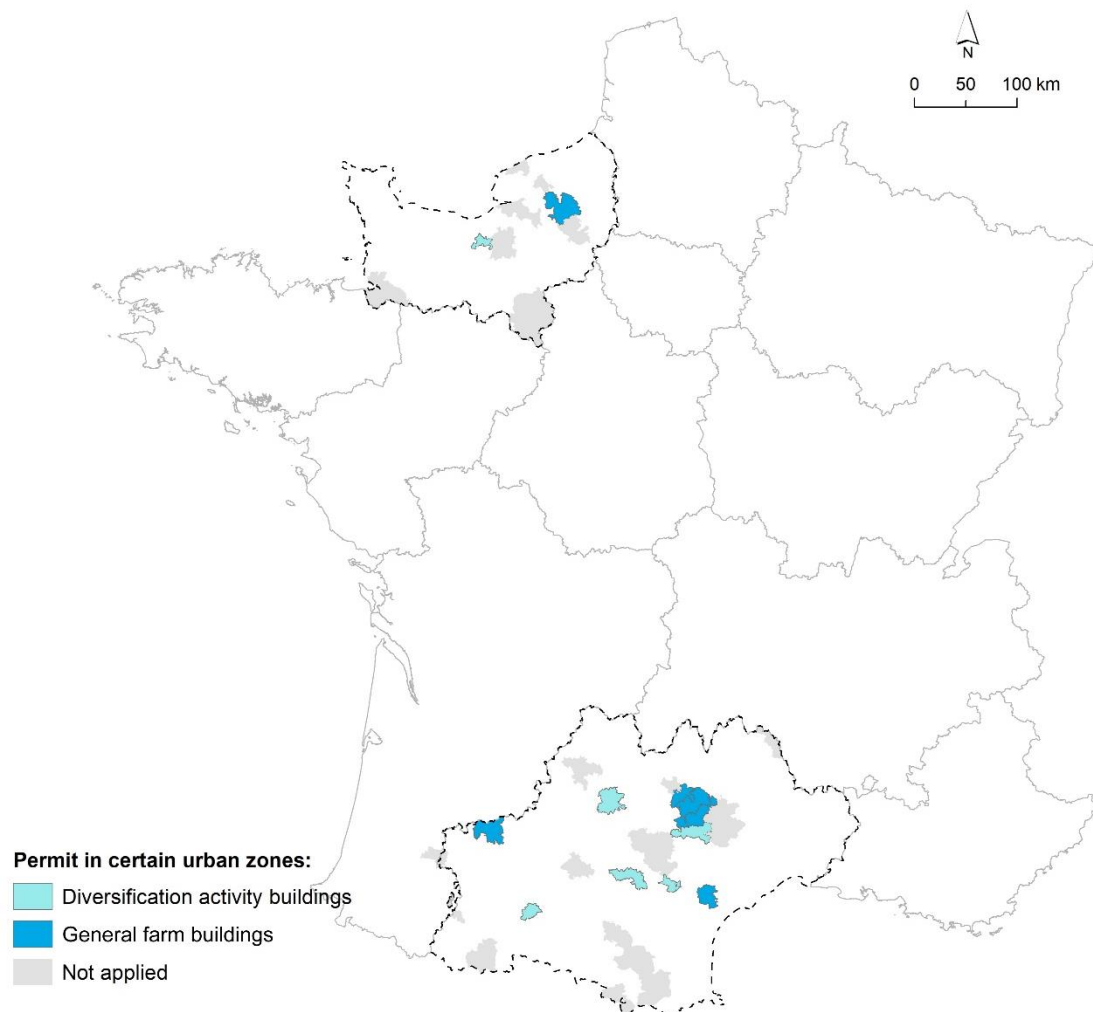 N
0 50 100 km
Permit in certain urban zones:
Diversification activity buildings
General farm buildings
Not applied